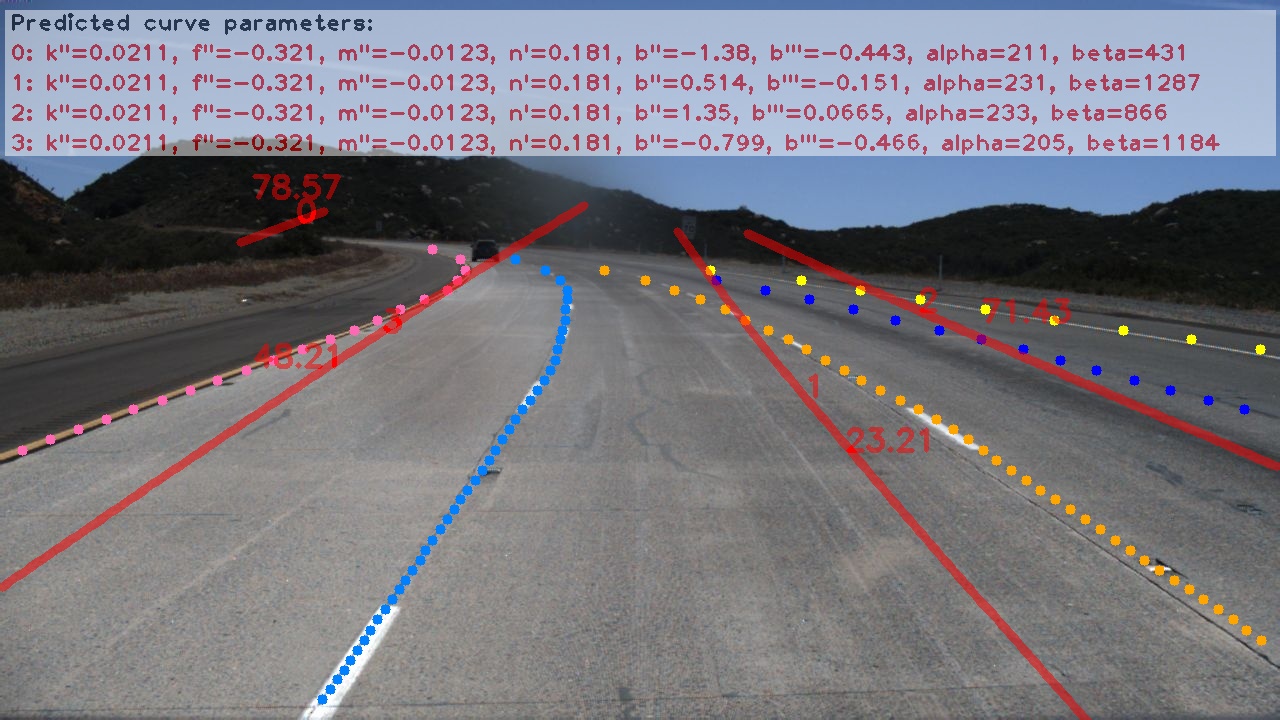 Predicted curve parameters:
0: k''=0.0211, f''=-0.321, m''=-0.0123, n'=0.181, b''=-1.38, b'''=-0.443, alpha=211, beta=431
1: k''=0.0211, f''=-0.321, m''=-0.0123, n'=0.181, b''=0.514, b'''=-0.151, alpha=231, beta=1287
2: k''=0.0211, f''=-0.321, m''=-0.0123, n'=0.181, b''=1.35, b'''=0.0665, alpha=233, beta=866
3: k''=0.0211, f''=-0.321, m''=-0.0123, n'=0.181, b''=-0.799, b'''=-0.466, alpha=205, beta=1184
78.57
0
2
71.43
3
48.21
1
23.21